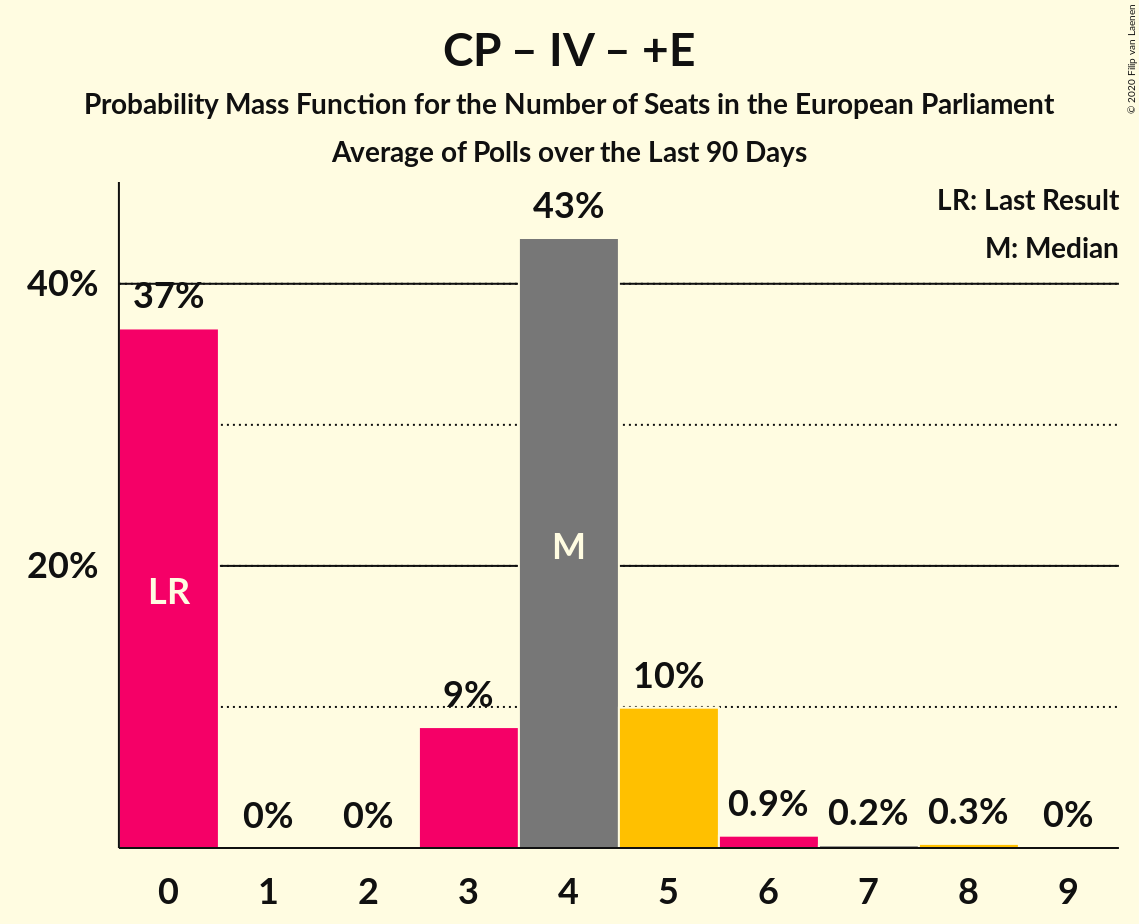 CP – IV – +E
Probability Mass Function for the Number of Seats in the European Parliament
Average of Polls over the Last 90 Days
© 2020 Filip van Laenen
LR: Last Result
M: Median
43%
40%
37%
M
20%
LR
10%
9%
0%
0%
0.9%
0.2%
0.3%
0%
0 1 2 3 4 5 6 7 8 9